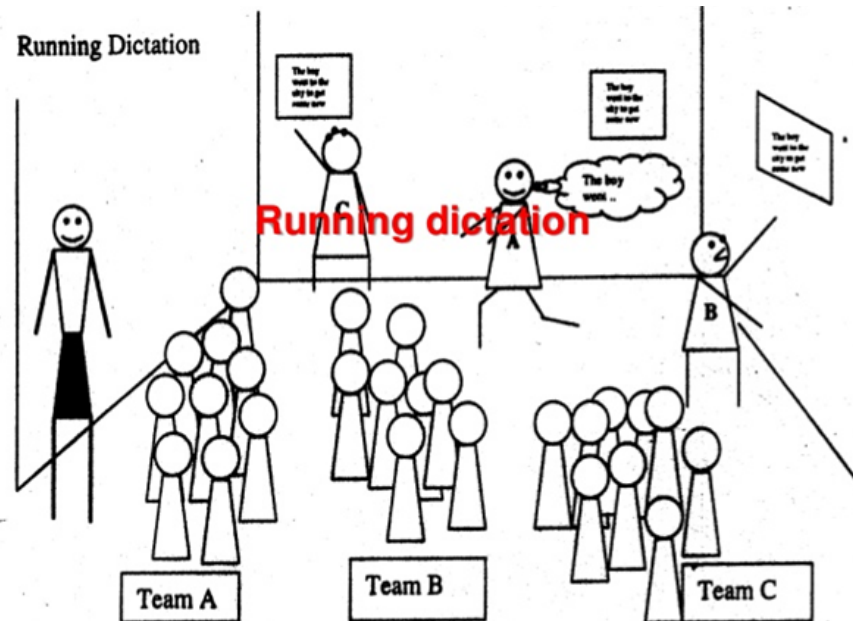 Running Dictation
The boy
went to the
city to get
some new
The boy
went to the
city to get
some new
The boy
went to the
city to get
some new
The boy
went ..
C
Running dictation
A
B
Team A
Team B
Team C